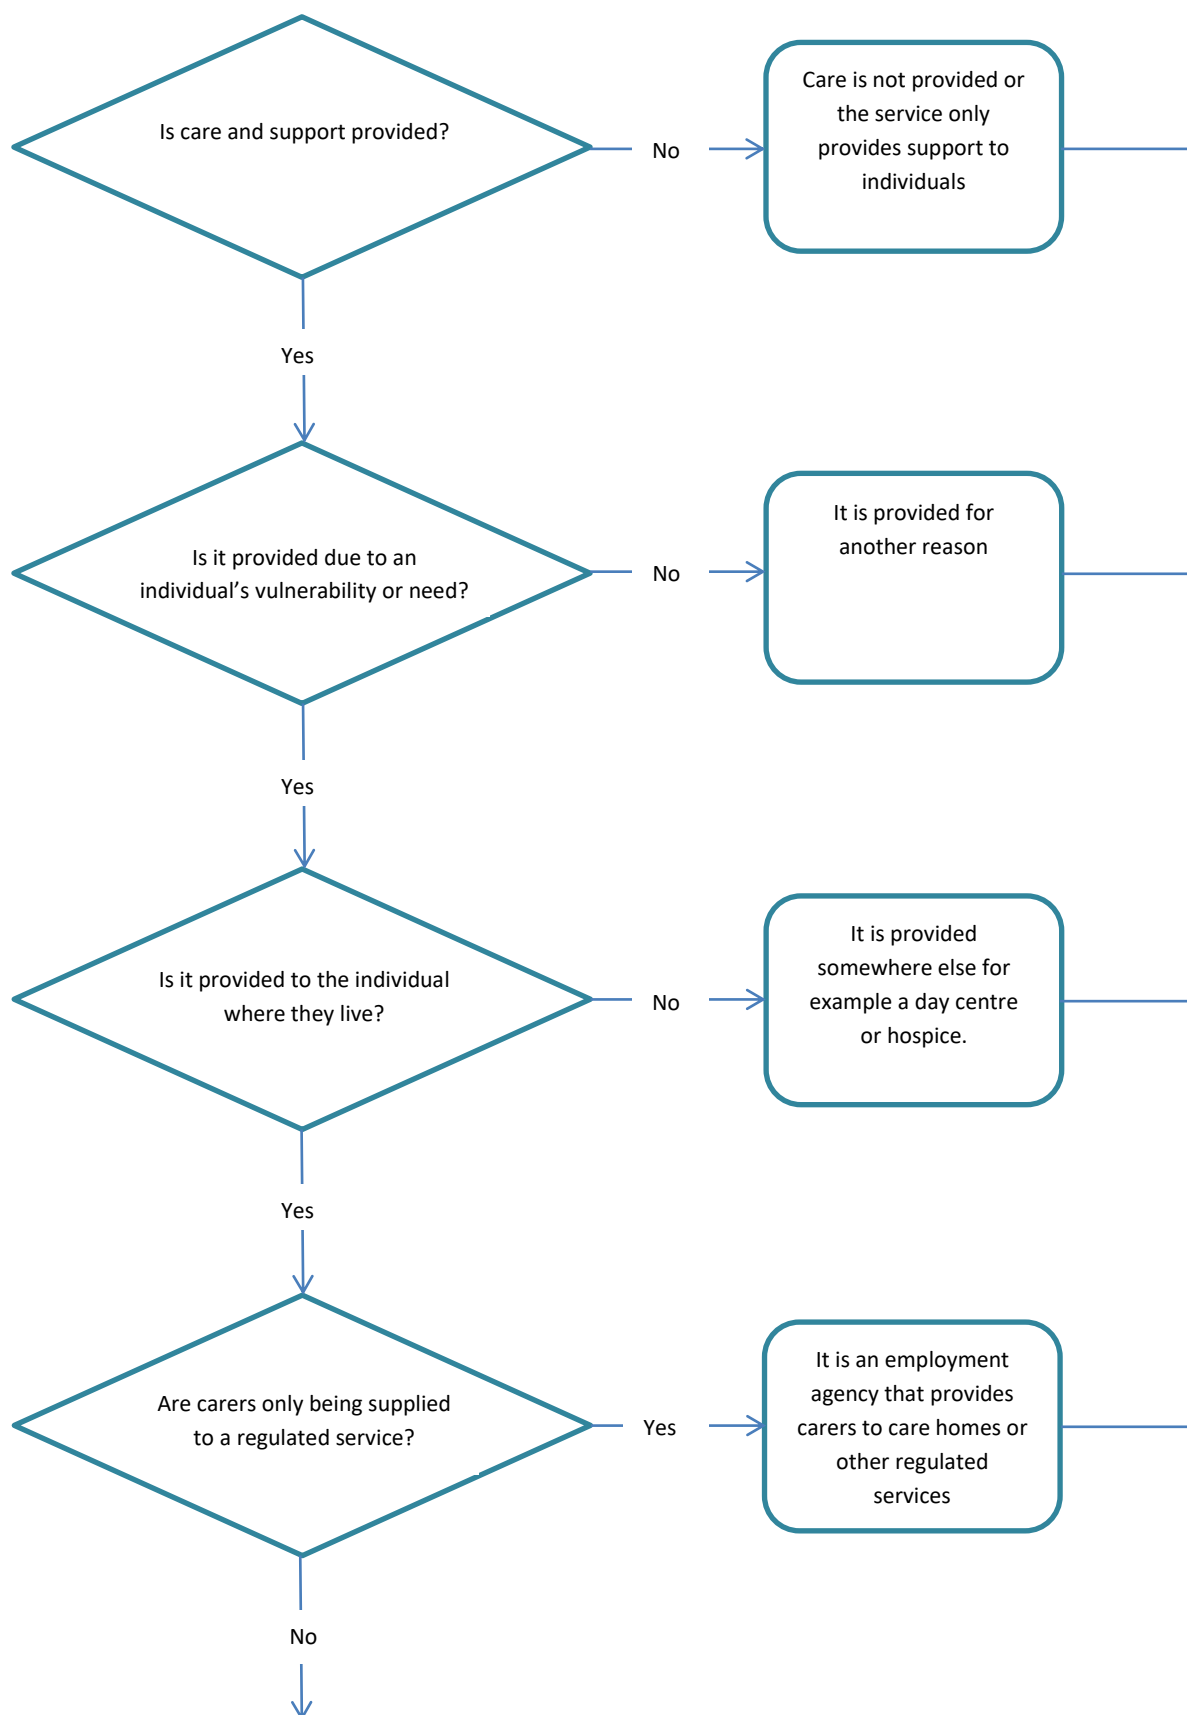 Is care and support provided?
No
Care is not provided or
the service only
provides support to
individuals
Yes
Is it provided due to an
individual’s vulnerability or need?
No
It is provided for
another reason
Yes
Is it provided to the individual
where they live?
No
It is provided
somewhere else for
example a day centre
or hospice.
Yes
Are carers only being supplied
to a regulated service?
Yes
It is an employment
agency that provides
carers to care homes or
other regulated
services
No